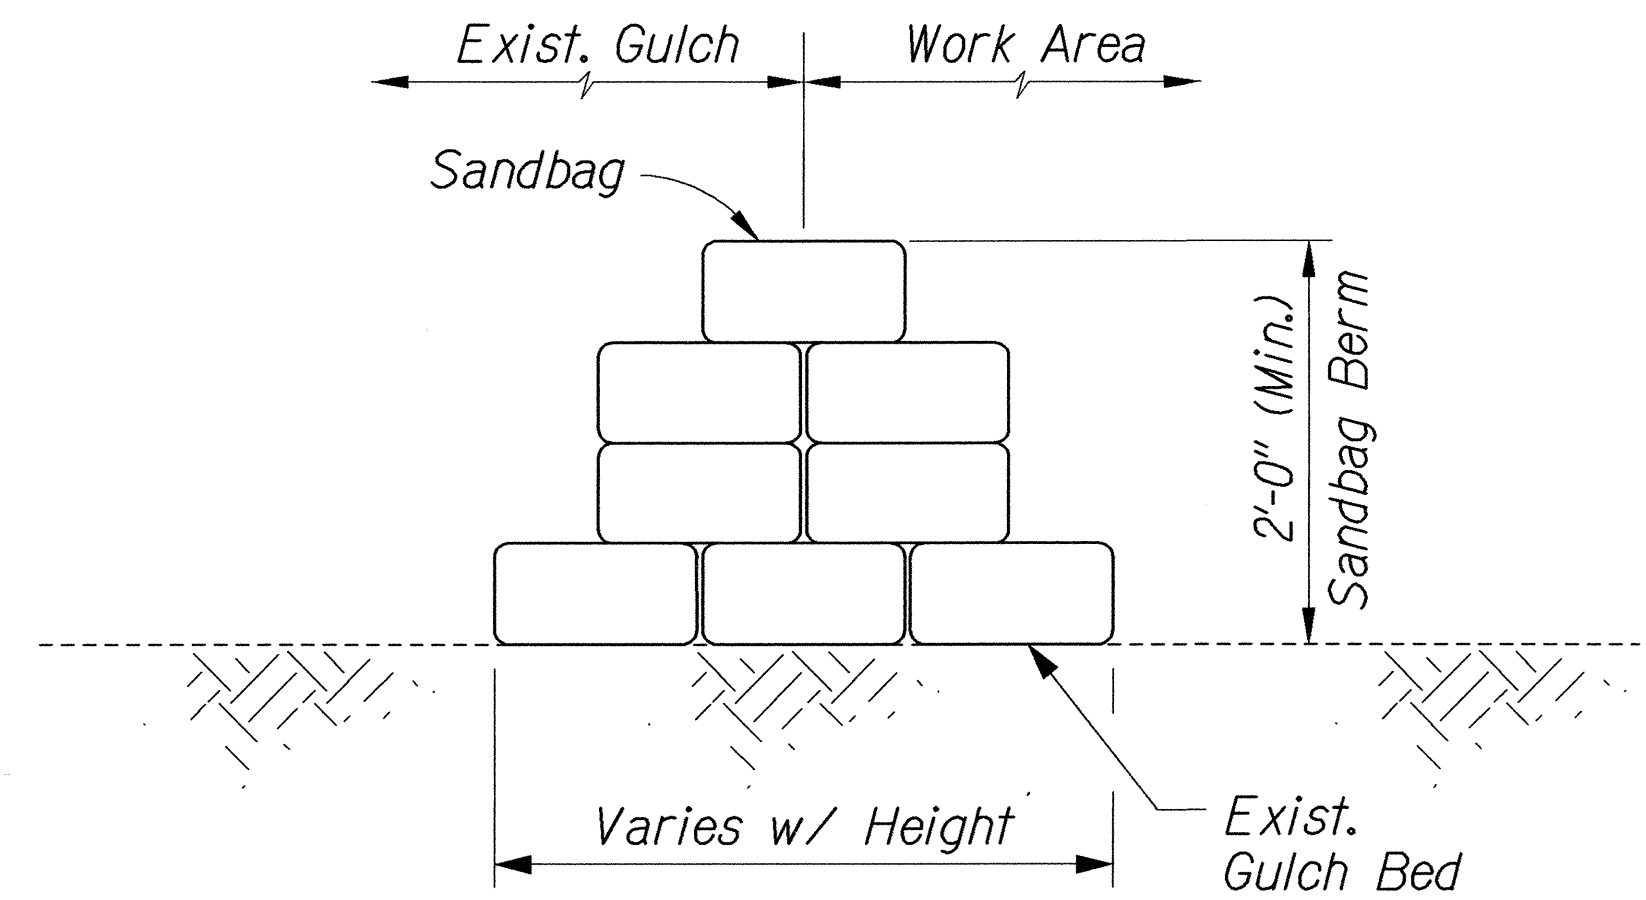 Exist. Gulch
Work Area
Sandbag
2'-0" (Min.)
Sandbag Berm
Varies w/ Height
Exist.
Gulch Bed